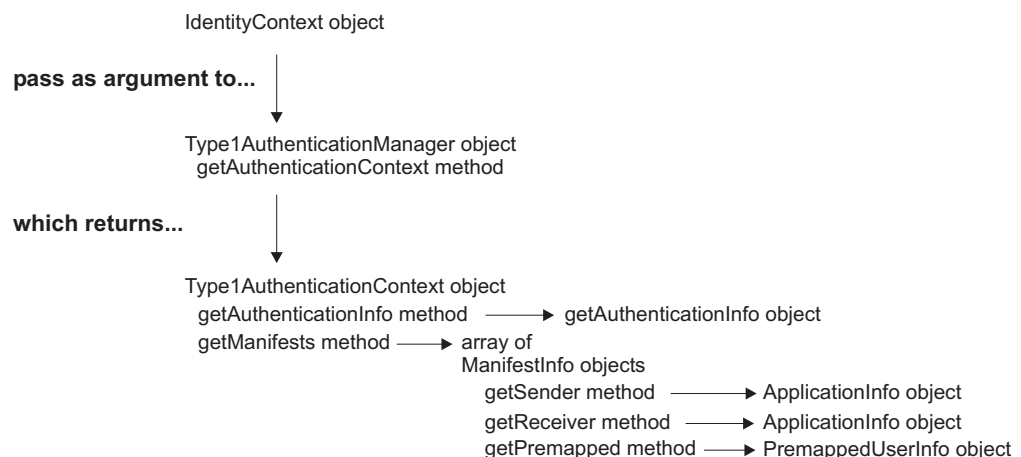 IdentityContext object
pass as argument to...
Type1AuthenticationManager object
getAuthenticationContext method
which returns...
Type1AuthenticationContext object
getAuthenticationInfo method getAuthenticationInfo object
getManifests method array of
ManifestInfo objects
getSender method ApplicationInfo object
getReceiver method ApplicationInfo object
getPremapped method PremappedUserInfo object